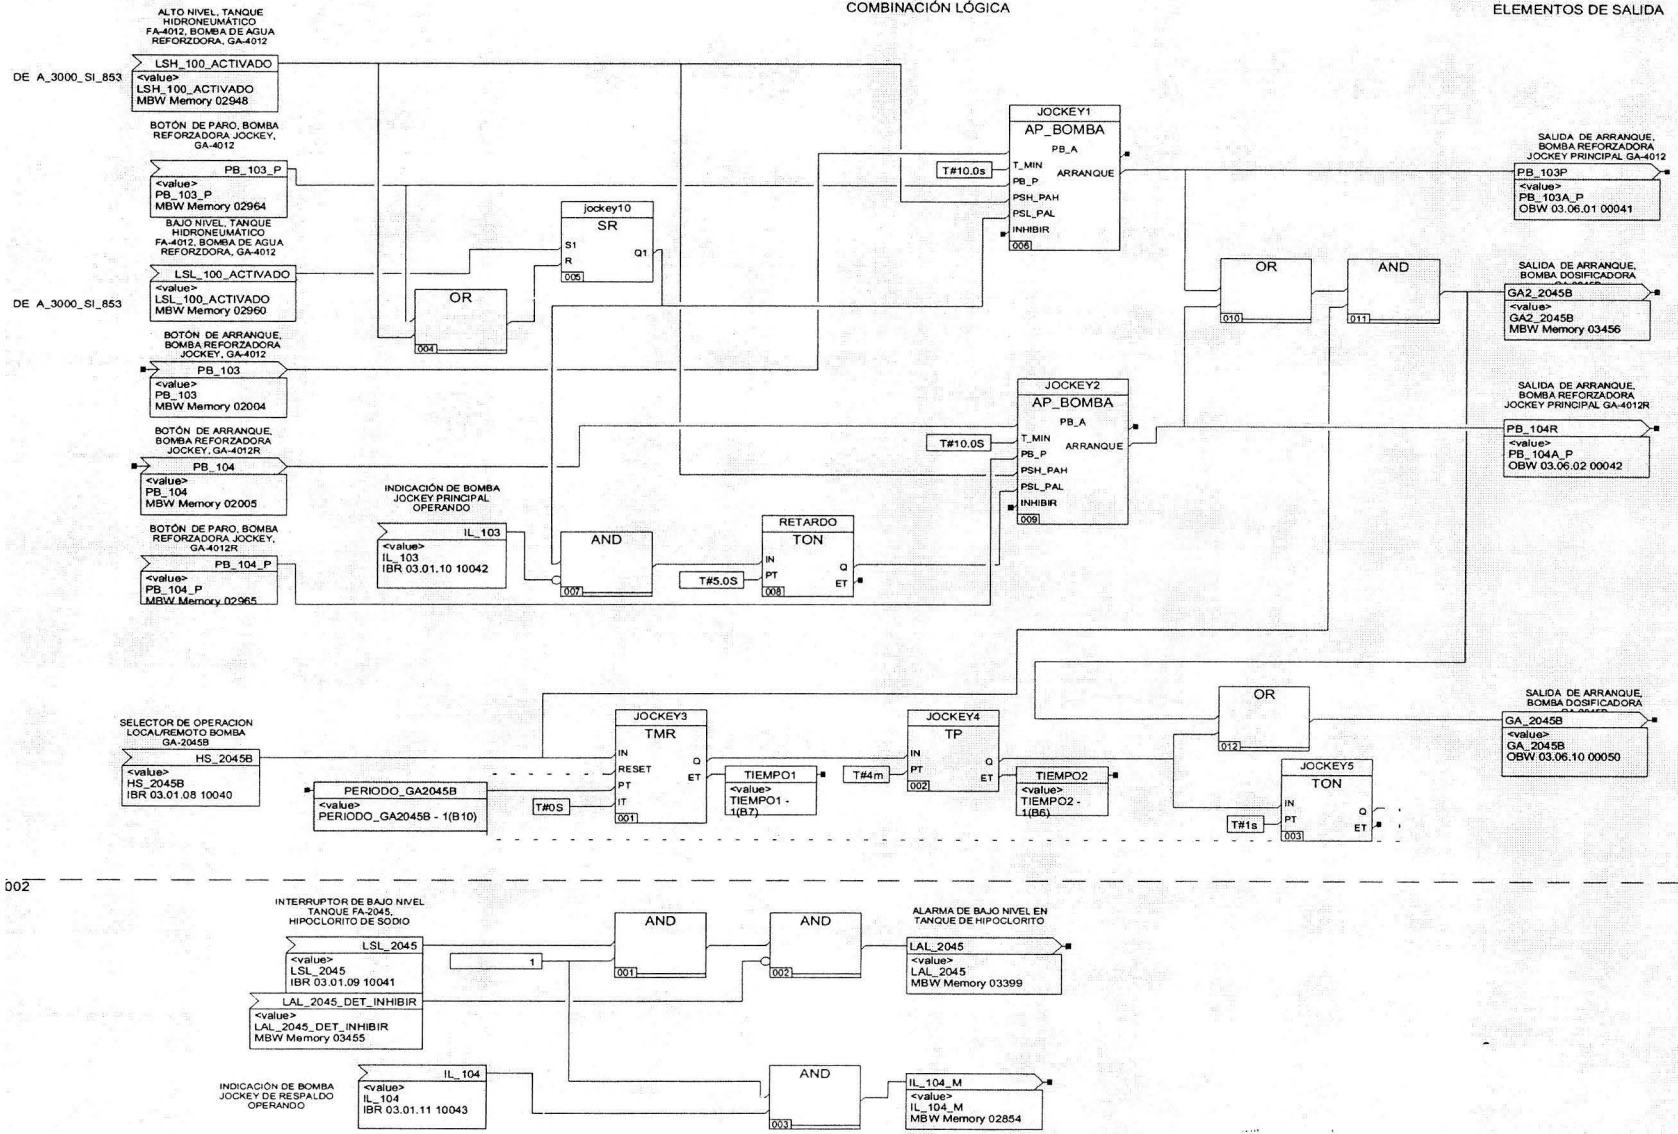 COMBINACIÓN LÓGICA
ELEMENTOS DE SALIDA
ALTO NIVEL, TANQUE
HIDRONEUMÁTICO
FA-4012, BOMBA DE AGUA
REFORZDORA, GA-4012
LSH_100_ACTIVADO
DE A_3000_SI_853
<value>
LSH_100_ACTIVADO
MBW Memory 02948
BOTÓN DE PARO, BOMBA
REFORZADORA JOCKEY,
GA-4012
PB_103_P
<value>
PB_103_P
MBW Memory 02964
BAJO NIVEL, TANQUE
HIDRONEUMÁTICO
FA-4012, BOMBA DE AGUA
REFORZDORA, GA-4012
LSL_100_ACTIVADO
<value>
LSL_100_ACTIVADO
MBW Memory 02960
DE A_3000_SI_853
BOTÓN DE ARRANQUE,
BOMBA REFORZADORA
JOCKEY, GA-4012
PB_103
<value>
PB_103
MBW Memory 02004
BOTÓN DE ARRANQUE,
BOMBA REFORZADORA
JOCKEY, GA-4012R
PB_104
<value>
PB_104
MBW Memory 02005
BOTÓN DE PARO, BOMBA
REFORZADORA JOCKEY,
GA-4012R
PB_104_P
<value>
PB_104_P
MBW Memory 02965
jockey10
SR
S1
R
Q1
005
OR
004
INDICACIÓN DE BOMBA
JOCKEY PRINCIPAL
OPERANDO
IL_103
<value>
IL_103
IBR 03.01.10 10042
AND
007
RETARDO
TON
IN
PT
Q
ET
008
T#5.0S
JOCKEY1
AP_BOMBA
PB_A
T_MIN
ARRANQUE
PB_P
PSH_PAH
PSL_PAL
INHIBIR
006
T#10.0s
JOCKEY2
AP_BOMBA
PB_A
T_MIN
ARRANQUE
PB_P
PSH_PAH
PSL_PAL
INHIBIR
009
T#10.0S
OR
010
AND
011
SALIDA DE ARRANQUE,
BOMBA REFORZADORA
JOCKEY PRINCIPAL GA-4012
PB_103P
<value>
PB_103A_P
OBW 03.06.01 00041
SALIDA DE ARRANQUE,
BOMBA DOSIFICADORA
GA2_2045B
<value>
GA2_2045B
MBW Memory 03456
SALIDA DE ARRANQUE,
BOMBA REFORZADORA
JOCKEY PRINCIPAL GA-4012R
PB_104R
<value>
PB_104A_P
OBW 03.06.02 00042
SELECTOR DE OPERACION
LOCAL/REMOTO BOMBA
GA-2045B
HS_2045B
<value>
HS_2045B
IBR 03.01.08 10040
PERIODO_GA2045B
<value>
PERIODO_GA2045B - 1(B10)
T#0S
JOCKEY3
TMR
IN
RESET
PT
IT
Q
ET
001
TIEMPO1
<value>
TIEMPO1 -
1(B7)
T#4m
JOCKEY4
TP
IN
PT
Q
ET
002
TIEMPO2
<value>
TIEMPO2 -
1(B6)
OR
012
T#1s
JOCKEY5
TON
IN
PT
Q
ET
003
SALIDA DE ARRANQUE,
BOMBA DOSIFICADORA
GA_2045B
<value>
GA_2045B
OBW 03.06.10 00050
002
INTERRUPTOR DE BAJO NIVEL
TANQUE FA-2045,
HIPOCLORITO DE SODIO
LSL_2045
<value>
LSL_2045
IBR 03.01.09 10041
1
LAL_2045_DET_INHIBIR
<value>
LAL_2045_DET_INHIBIR
MBW Memory 03455
AND
001
AND
002
ALARMA DE BAJO NIVEL EN
TANQUE DE HIPOCLORITO
LAL_2045
<value>
LAL_2045
MBW Memory 03399
INDICACIÓN DE BOMBA
JOCKEY DE RESPALDO
OPERANDO
IL_104
<value>
IL_104
IBR 03.01.11 10043
AND
003
IL_104_M
<value>
IL_104_M
MBW Memory 02854